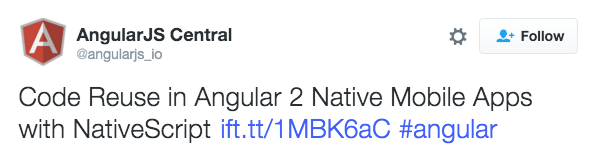 AngularJS Central
@angularjs_io
Follow
Code Reuse in Angular 2 Native Mobile Apps
with NativeScript ift.tt/1MBK6aC #angular